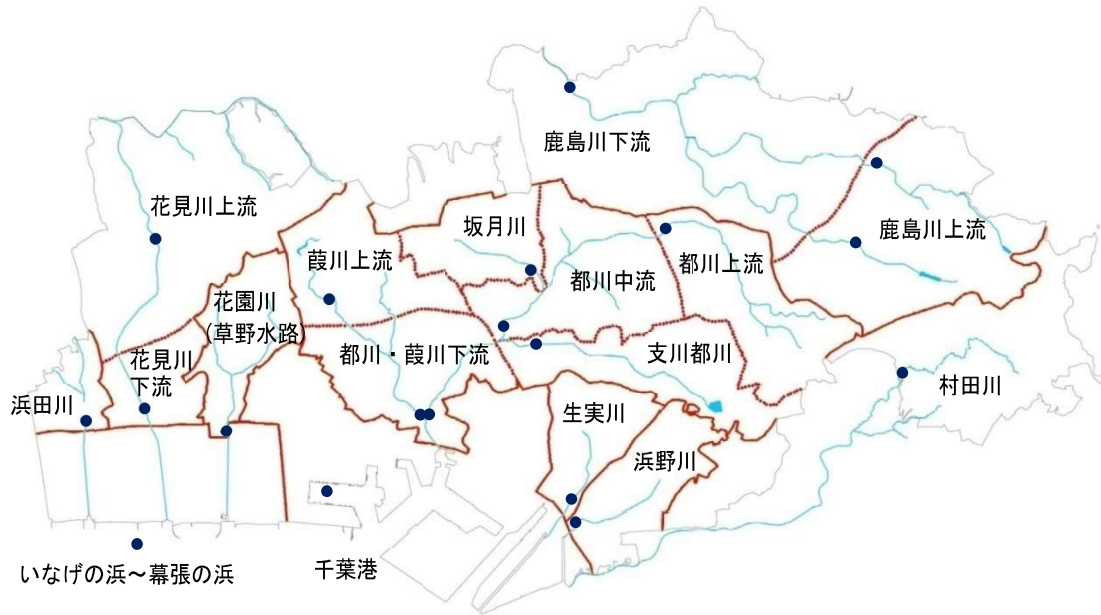 鹿島川下流
花見川上流
坂月川
鹿島川上流
葭川上流
都川上流
都川中流
花園川
(草野水路)
都川・葭川下流
支川都川
花見川
下流
村田川
浜田川
生実川
浜野川
いなげの浜～幕張の浜
千葉港